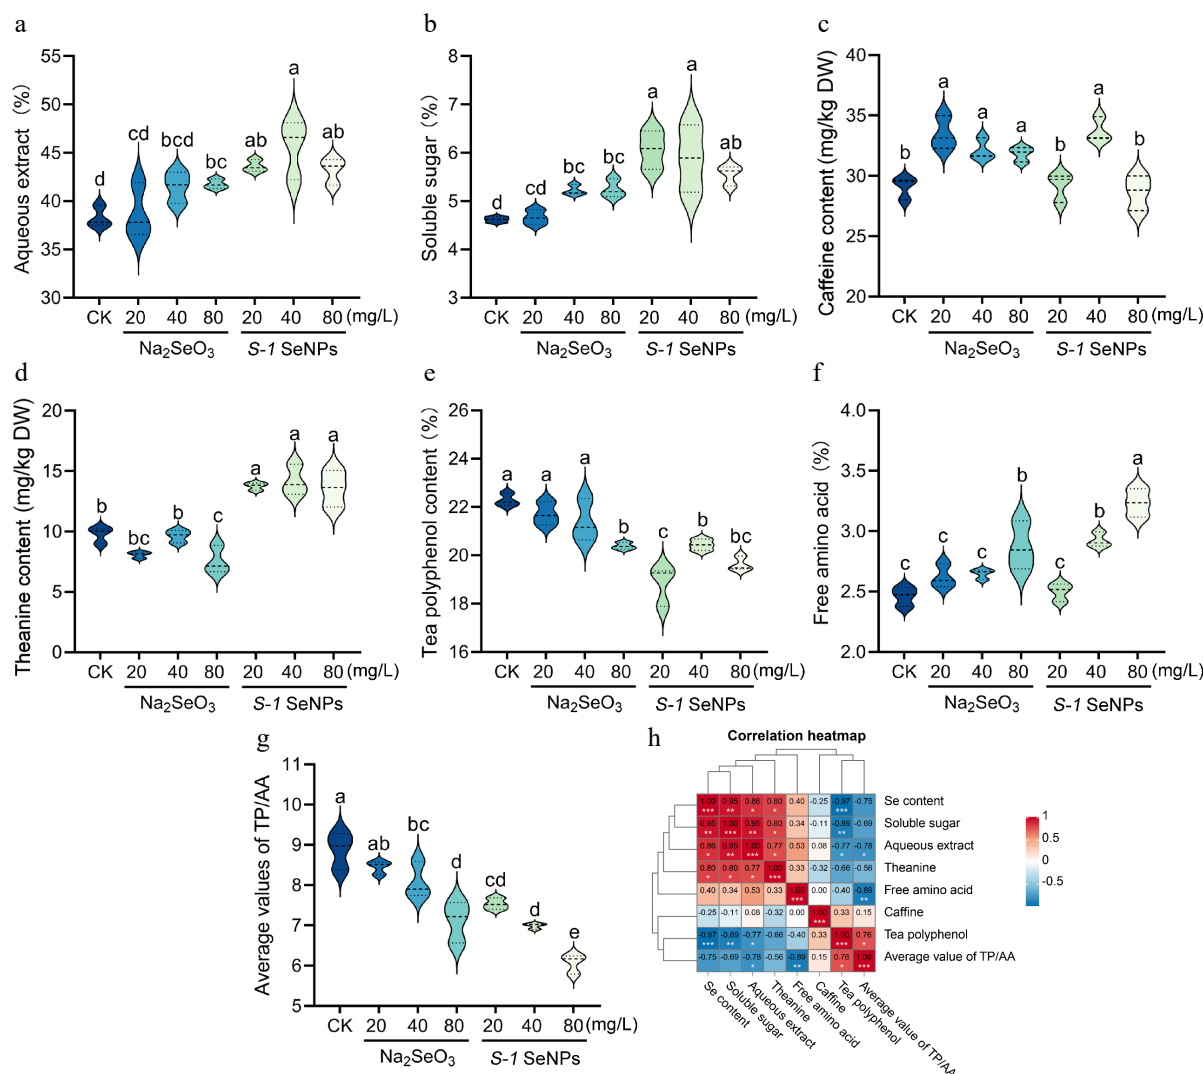 a
Aqueous extract (%)
55
50
45
40
35
30
d
cd
bcd
bc
ab
a
ab
CK
20
40
80
20
40
80
(mg/L)
Na₂SeO₃
S-1 SeNPs
b
Soluble sugar (%)
8
7
6
5
4
3
d
cd
bc
bc
a
a
ab
CK
20
40
80
20
40
80
(mg/L)
Na₂SeO₃
S-1 SeNPs
c
Caffeine content (mg/kg DW)
40
35
30
25
20
b
a
a
a
b
a
b
CK
20
40
80
20
40
80
(mg/L)
Na₂SeO₃
S-1 SeNPs
d
Theanine content (mg/kg DW)
20
15
10
5
0
b
bc
b
c
a
a
a
CK
20
40
80
20
40
80
(mg/L)
Na₂SeO₃
S-1 SeNPs
e
Tea polyphenol content (%)
26
24
22
20
18
16
a
a
a
b
c
b
bc
CK
20
40
80
20
40
80
(mg/L)
Na₂SeO₃
S-1 SeNPs
f
Free amino acid (%)
4.0
3.5
3.0
2.5
2.0
c
c
c
b
c
b
a
CK
20
40
80
20
40
80
(mg/L)
Na₂SeO₃
S-1 SeNPs
g
Average values of TP/AA
11
10
9
8
7
6
5
a
ab
bc
d
cd
d
e
CK
20
40
80
20
40
80
(mg/L)
Na₂SeO₃
S-1 SeNPs
h
Correlation heatmap
1.00 0.95 0.86 0.80 0.40 -0.25 -0.97 -0.75 Se content
*** ** * * ***
0.95 1.00 0.95 0.80 0.34 -0.11 -0.89 -0.69 Soluble sugar
** *** ** * **
0.86 0.95 1.00 0.77 0.53 0.08 -0.77 -0.78 Aqueous extract
* ** *** * * *
0.80 0.80 0.77 1.00 0.33 -0.32 -0.66 -0.56 Theanine
* * * ***
0.40 0.34 0.53 0.33 1.00 0.00 -0.40 -0.89 Free amino acid
*** **
-0.25 -0.11 0.08 -0.32 0.00 1.00 0.33 0.15 Caffine
***
-0.97 -0.89 -0.77 -0.66 -0.40 0.33 1.00 0.76 Tea polyphenol
*** ** * *** *
-0.75 -0.69 -0.78 -0.56 -0.89 0.15 0.76 1.00 Average value of TP/AA
* ** * ***
Se content
Soluble sugar
Aqueous extract
Theanine
Free amino acid
Caffine
Tea polyphenol
Average value of TP/AA
1
0.5
0
-0.5